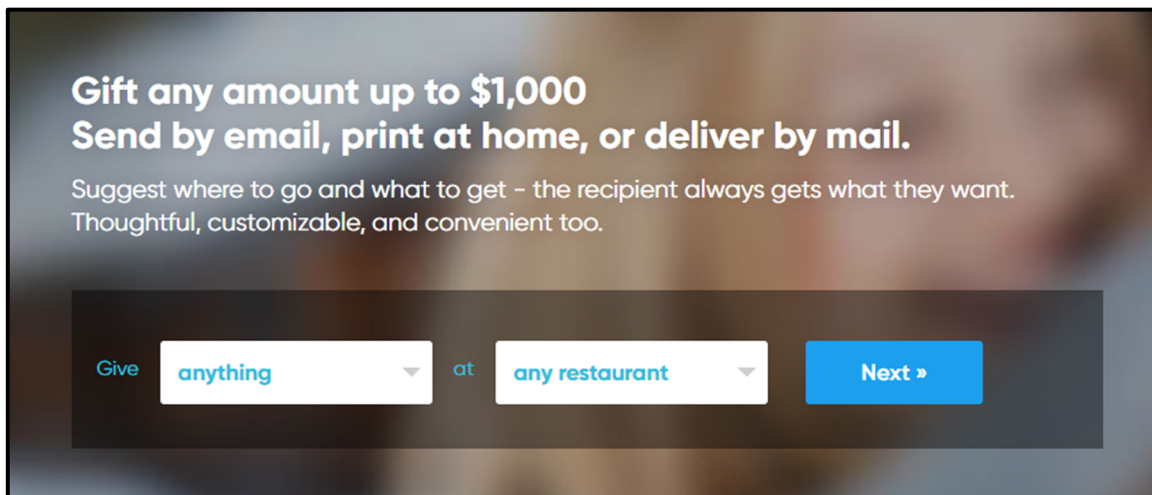 Gift any amount up to $1,000
Send by email, print at home, or deliver by mail.
Suggest where to go and what to get - the recipient always gets what they want.
Thoughtful, customizable, and convenient too.
Give anything at any restaurant Next »